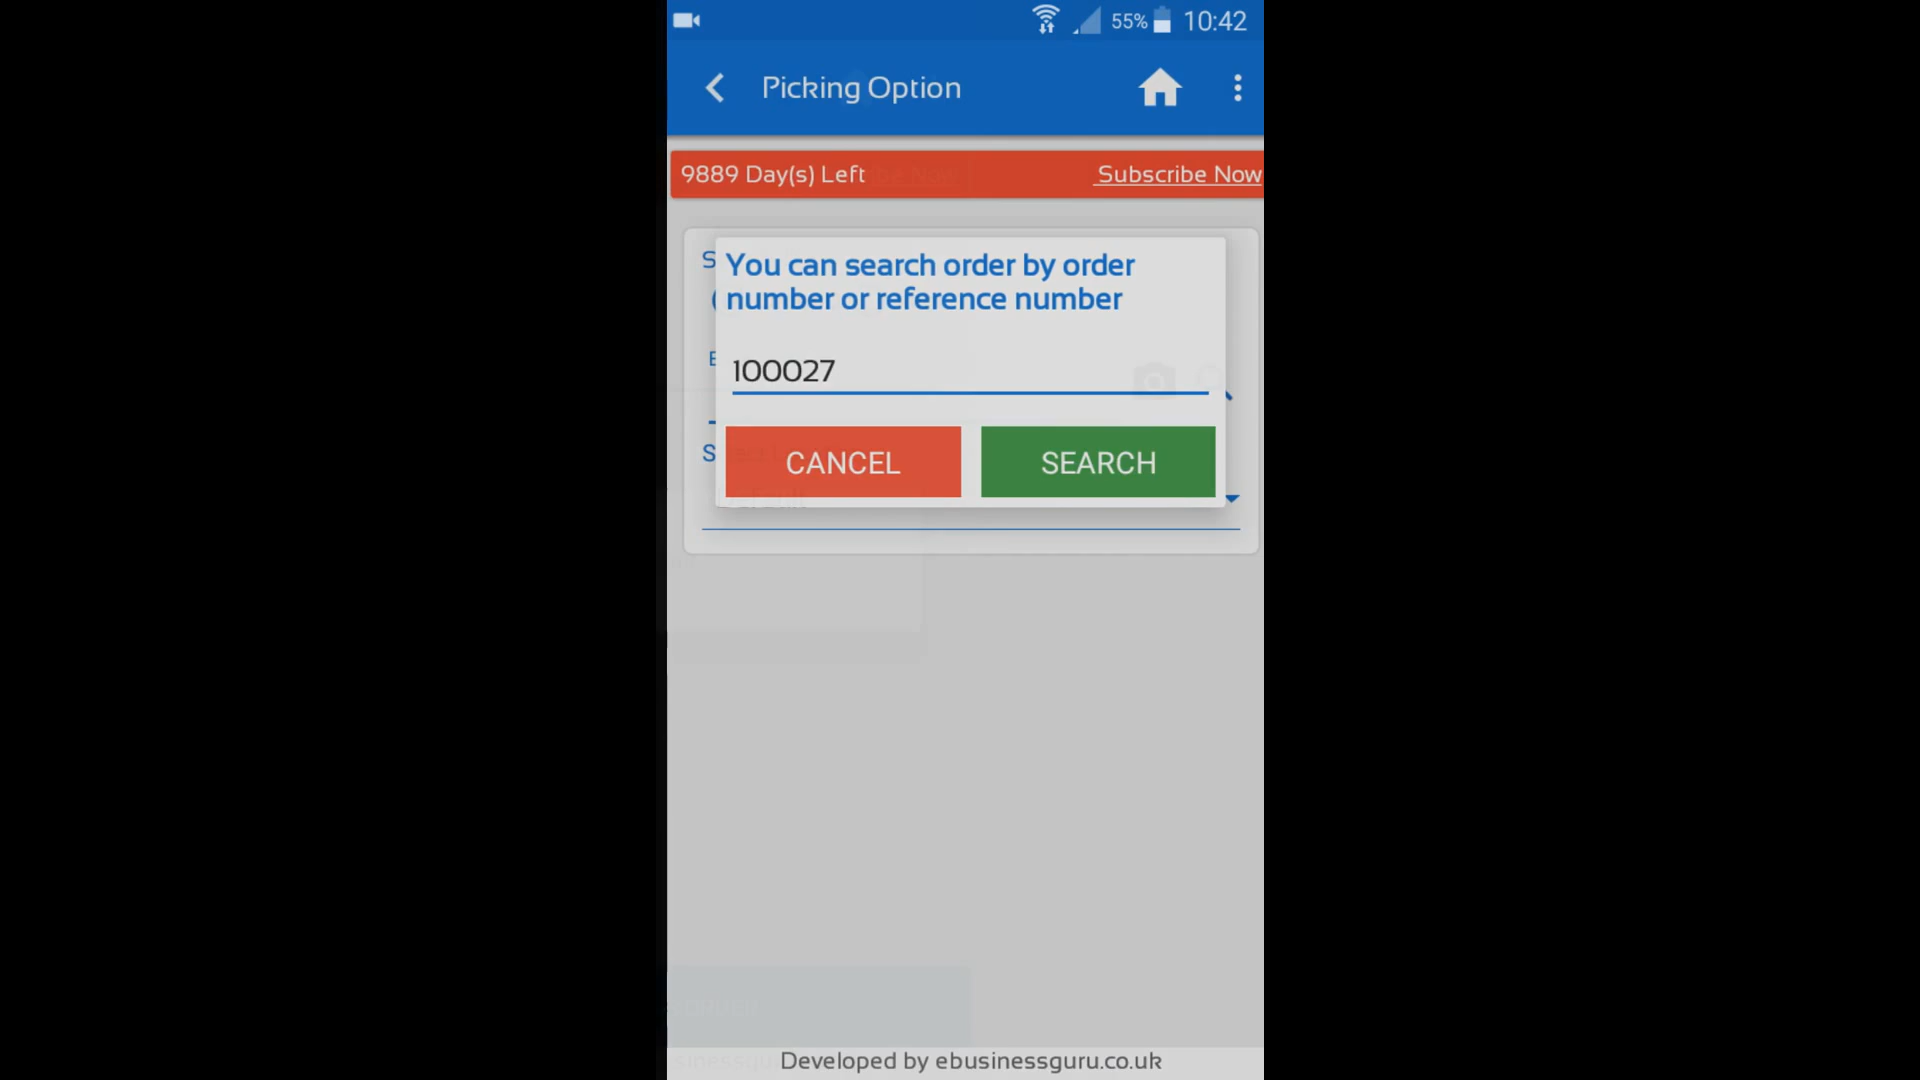 55% 10:42
Picking Option
9889 Day(s) Left Subscribe Now
You can search order by order
number or reference number
100027
CANCEL SEARCH
Developed by ebusinessguru.co.uk